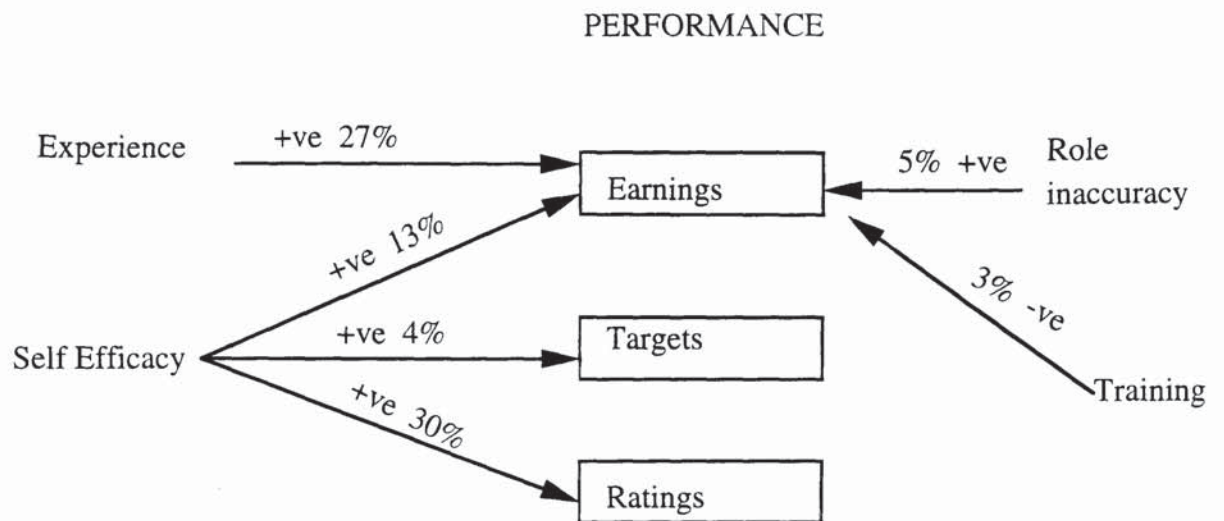 PERFORMANCE
Experience
+ve 27%
Earnings
5% +ve
Role
inaccuracy
+ve 13%
3% -ve
Self Efficacy
+ve 4%
Targets
Training
+ve 30%
Ratings